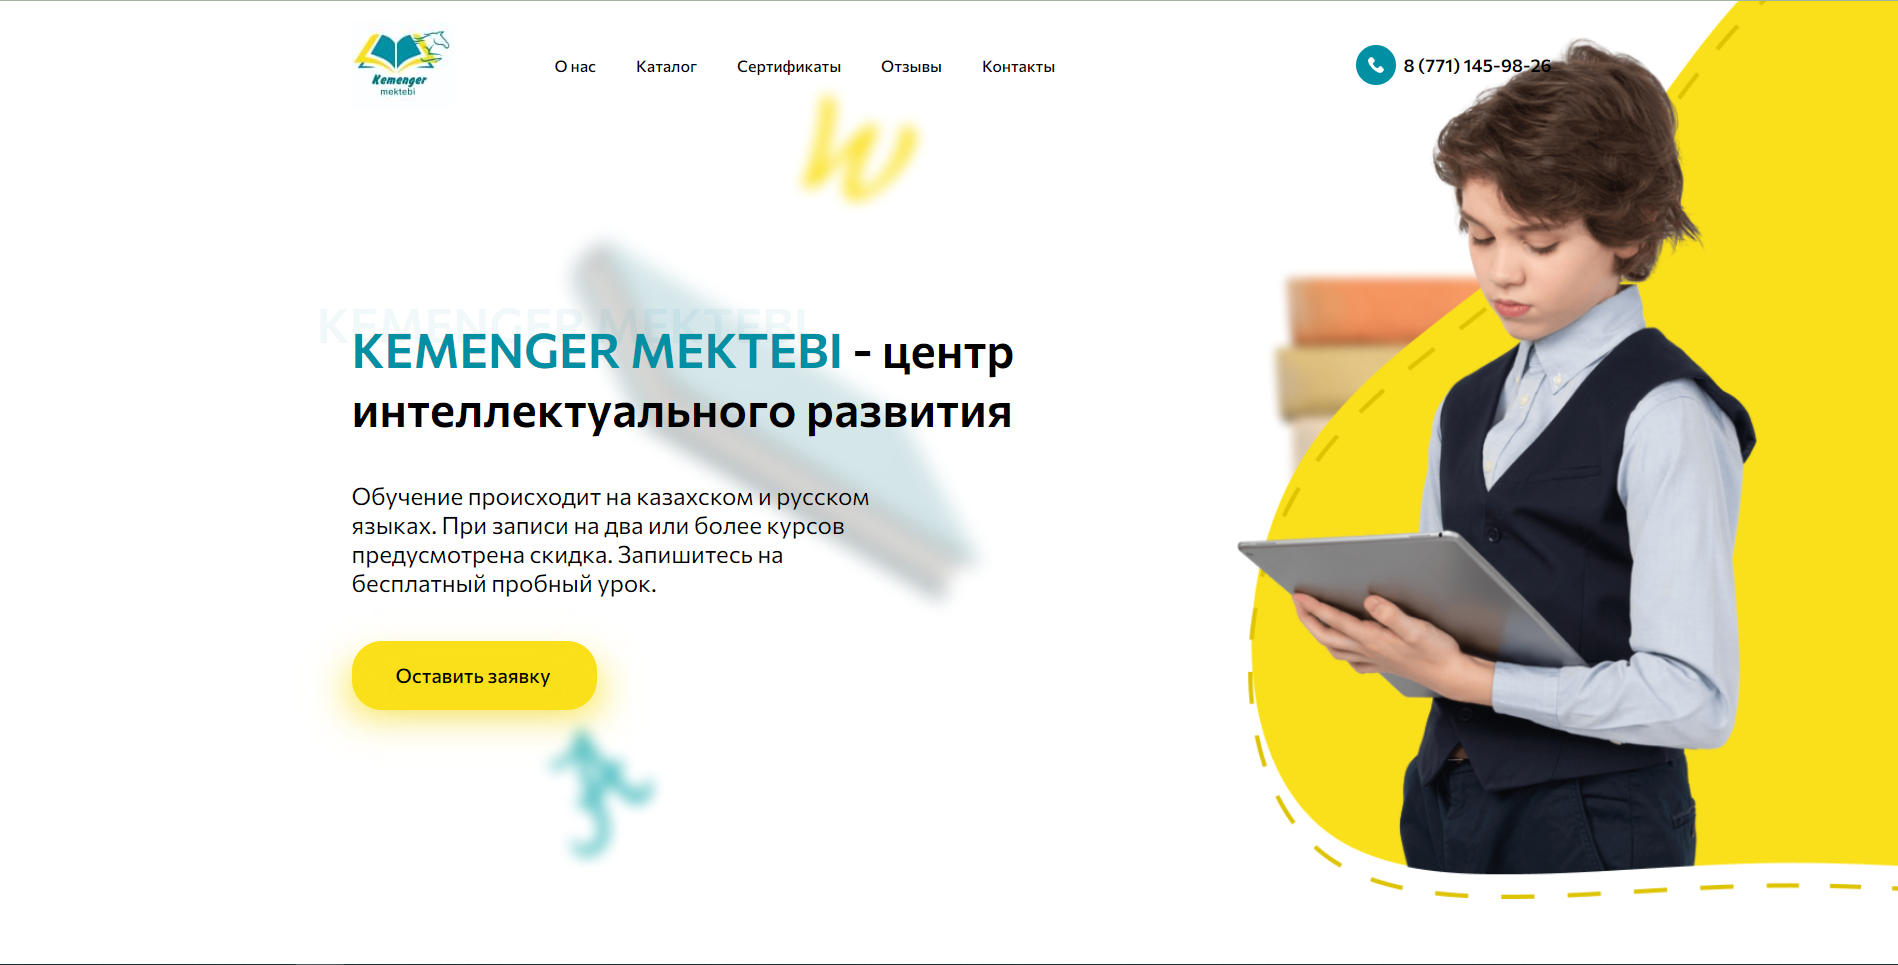 Kemenger
mektebi
О нас
Каталог
Сертификаты
Отзывы
Контакты
8 (771) 145-98-26
w
KEMENGER MEKTEBI
KEMENGER MEKTEBI - центр
интеллектуального развития
Обучение происходит на казахском и русском
языках. При записи на два или более курсов
предусмотрена скидка. Запишитесь на
бесплатный пробный урок.
Оставить заявку